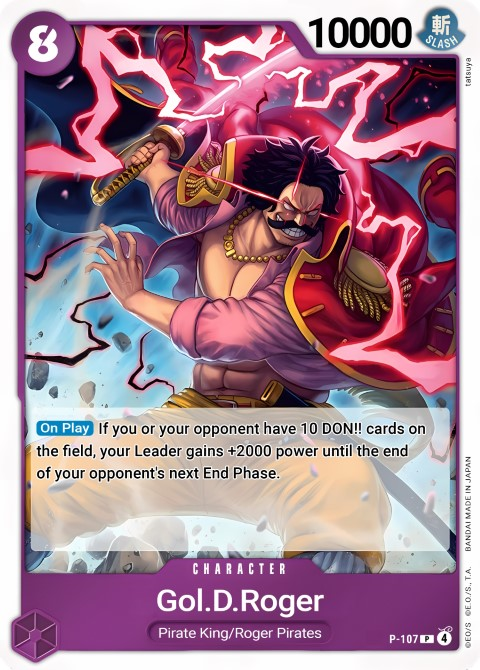 8
10000
斬
SLASH
tatsuya
On Play If you or your opponent have 10 DON!! cards on
the field, your Leader gains +2000 power until the end
of your opponent's next End Phase.
CHARACTER
Gol.D.Roger
Pirate King/Roger Pirates
P-107 P 4
©E.O/S ©E.O./S., T.A. BANDAI MADE IN JAPAN